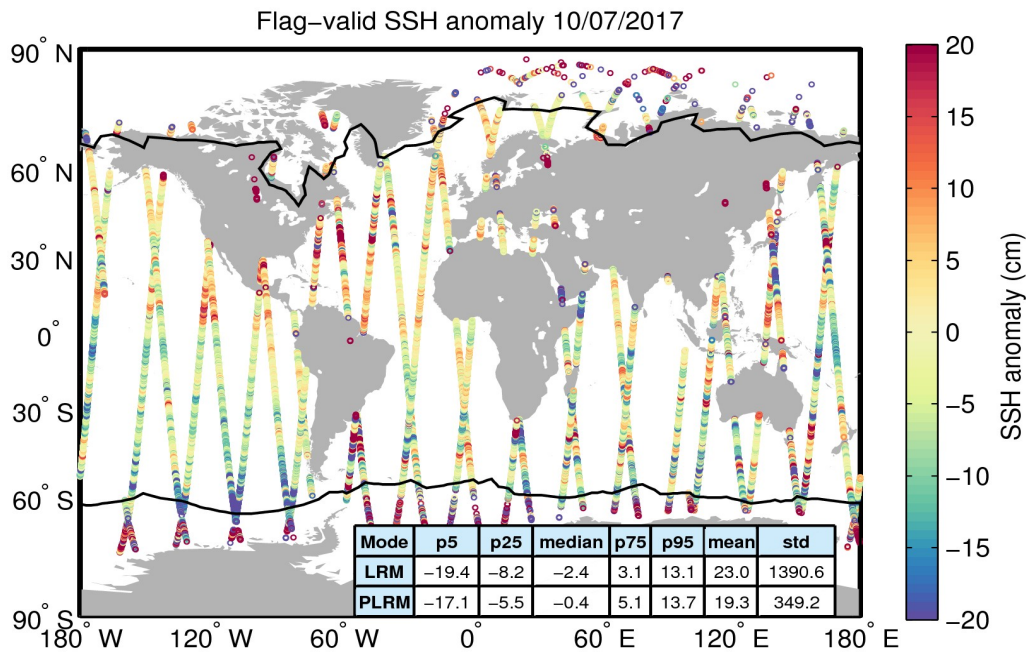 Flag−valid SSH anomaly 10/07/2017
90° N
60° N
30° N
0°
30° S
60° S
90° S
180° W 120° W 60° W 0° 60° E 120° E 180° E
Mode p5 p25 median p75 p95 mean std
LRM −19.4 −8.2 −2.4 3.1 13.1 23.0 1390.6
PLRM −17.1 −5.5 −0.4 5.1 13.7 19.3 349.2
20
15
10
5
0
−5
−10
−15
−20
SSH anomaly (cm)